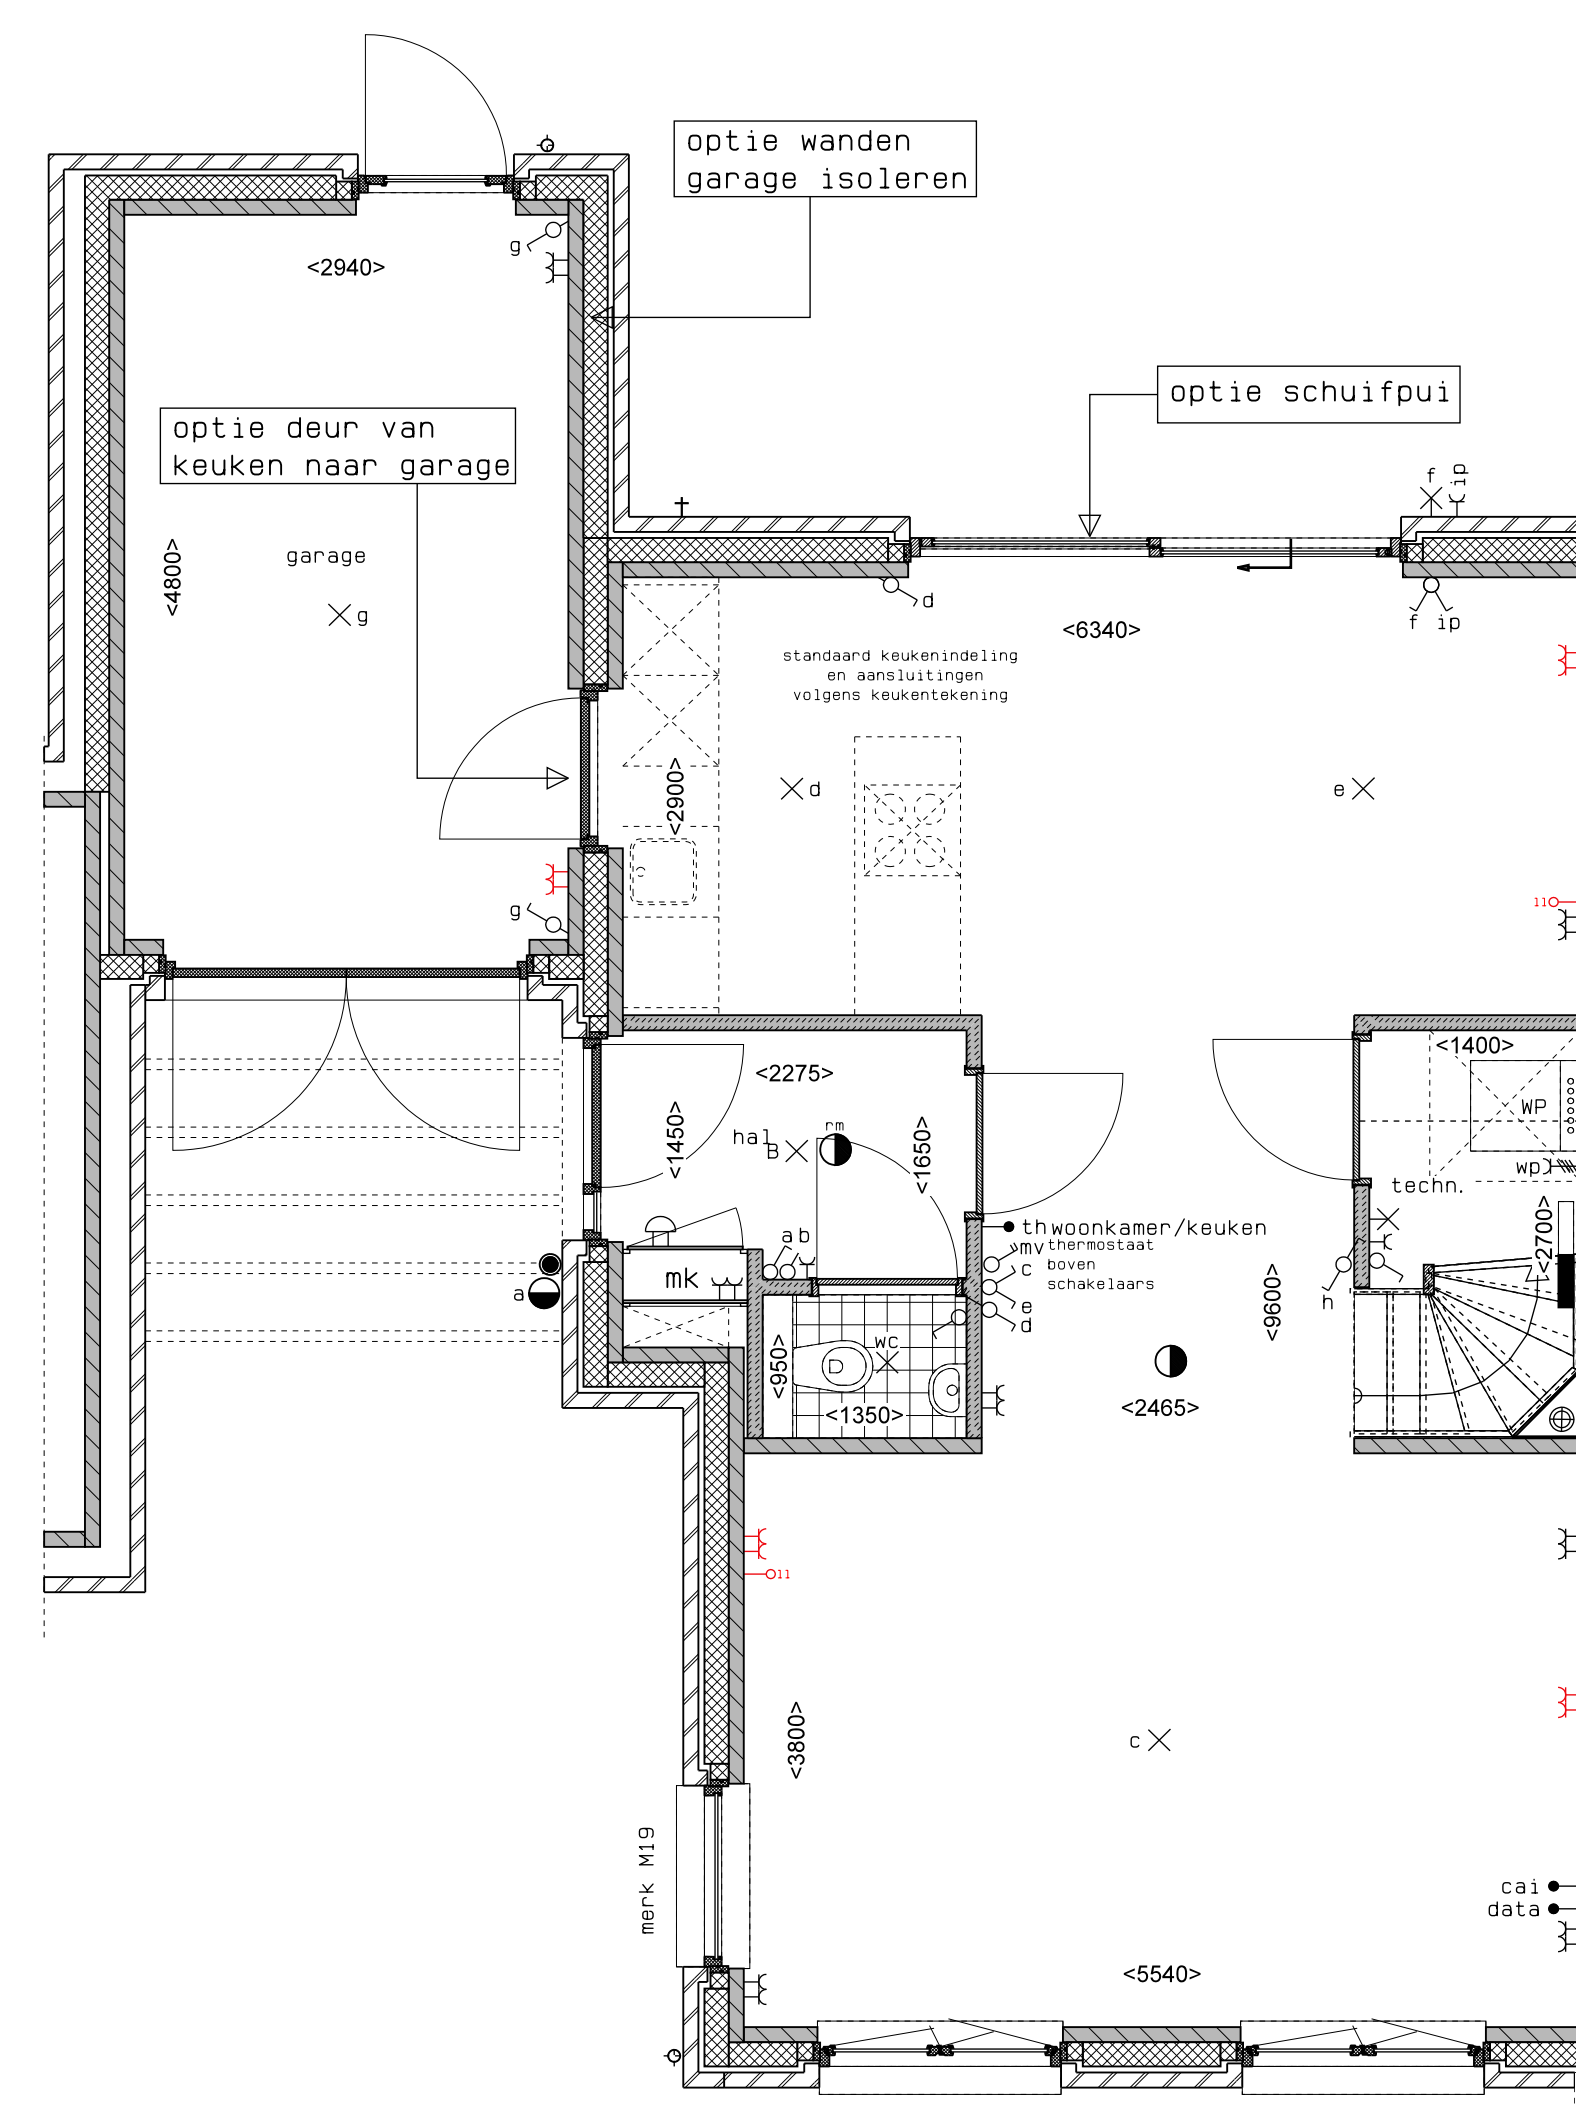 optie wanden
garage isoleren
g
<2940>
optie schuifpui
optie deur van
keuken naar garage
f
ip
garage
<4800>
g
d
f ip
<6340>
standaard keukenindeling
en aansluitingen
volgens keukentekening
<2900>
d
e
g
11
<2275>
<1400>
WP
wp
<1450>
hal
B
rm
<1650>
techn.
<2700>
th woonkamer/keuken
mv thermostaat
boven
schakelaars
c
e
d
a b
mk
a
h
<9600>
wc
<950>
<1350>
<2465>
11
<3800>
c
merk M19
cai
data
<5540>